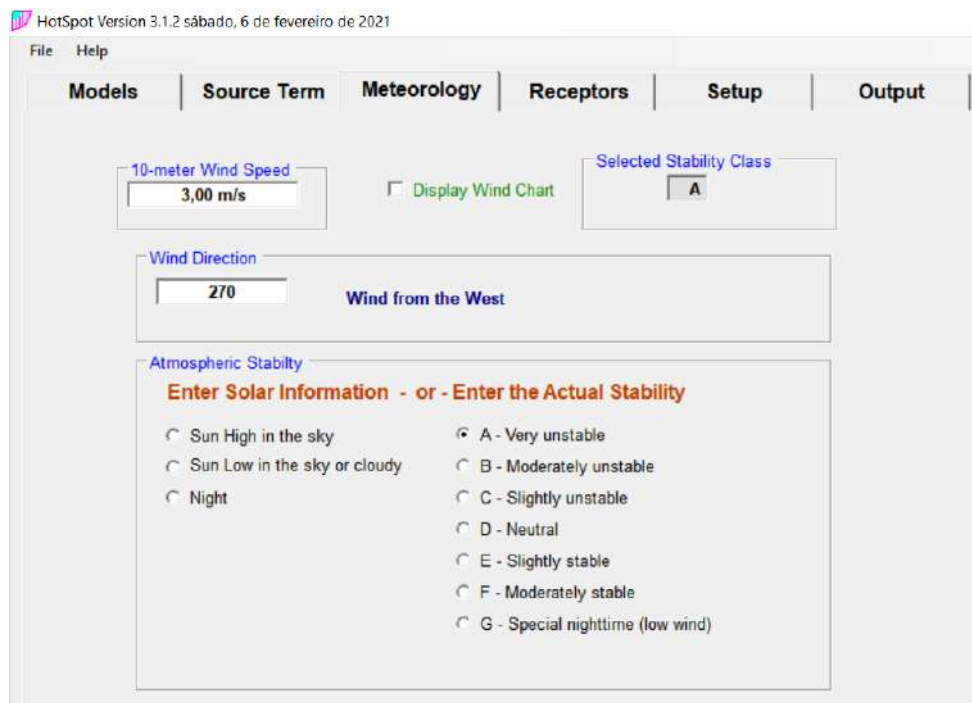 HotSpot Version 3.1.2 sábado, 6 de fevereiro de 2021
File Help
Models Source Term Meteorology Receptors Setup Output
10-meter Wind Speed
3,00 m/s
Display Wind Chart
Selected Stability Class
A
Wind Direction
270
Wind from the West
Atmospheric Stabilty
Enter Solar Information - or - Enter the Actual Stability
Sun High in the sky
Sun Low in the sky or cloudy
Night
A - Very unstable
B - Moderately unstable
C - Slightly unstable
D - Neutral
E - Slightly stable
F - Moderately stable
G - Special nighttime (low wind)